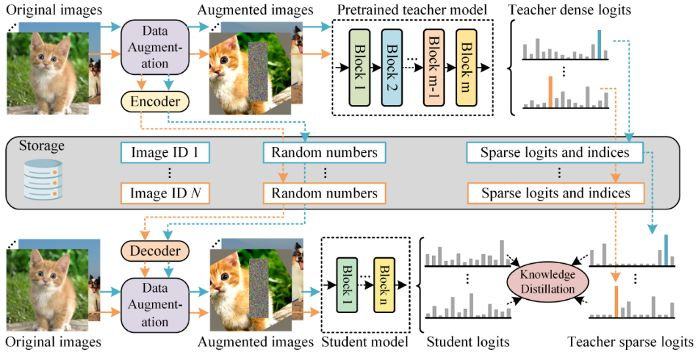 Original images
Data
Augment-
ation
Augmented images
Pretrained teacher model
Teacher dense logits
Block 1
Block 2
Block m-1
Block m
Encoder
Storage
Image ID 1
Random numbers
Sparse logits and indices
Image ID N
Random numbers
Sparse logits and indices
Decoder
Data
Augment-
ation
Block 1
Block n
Knowledge
Distillation
Original images
Augmented images
Student model
Student logits
Teacher sparse logits